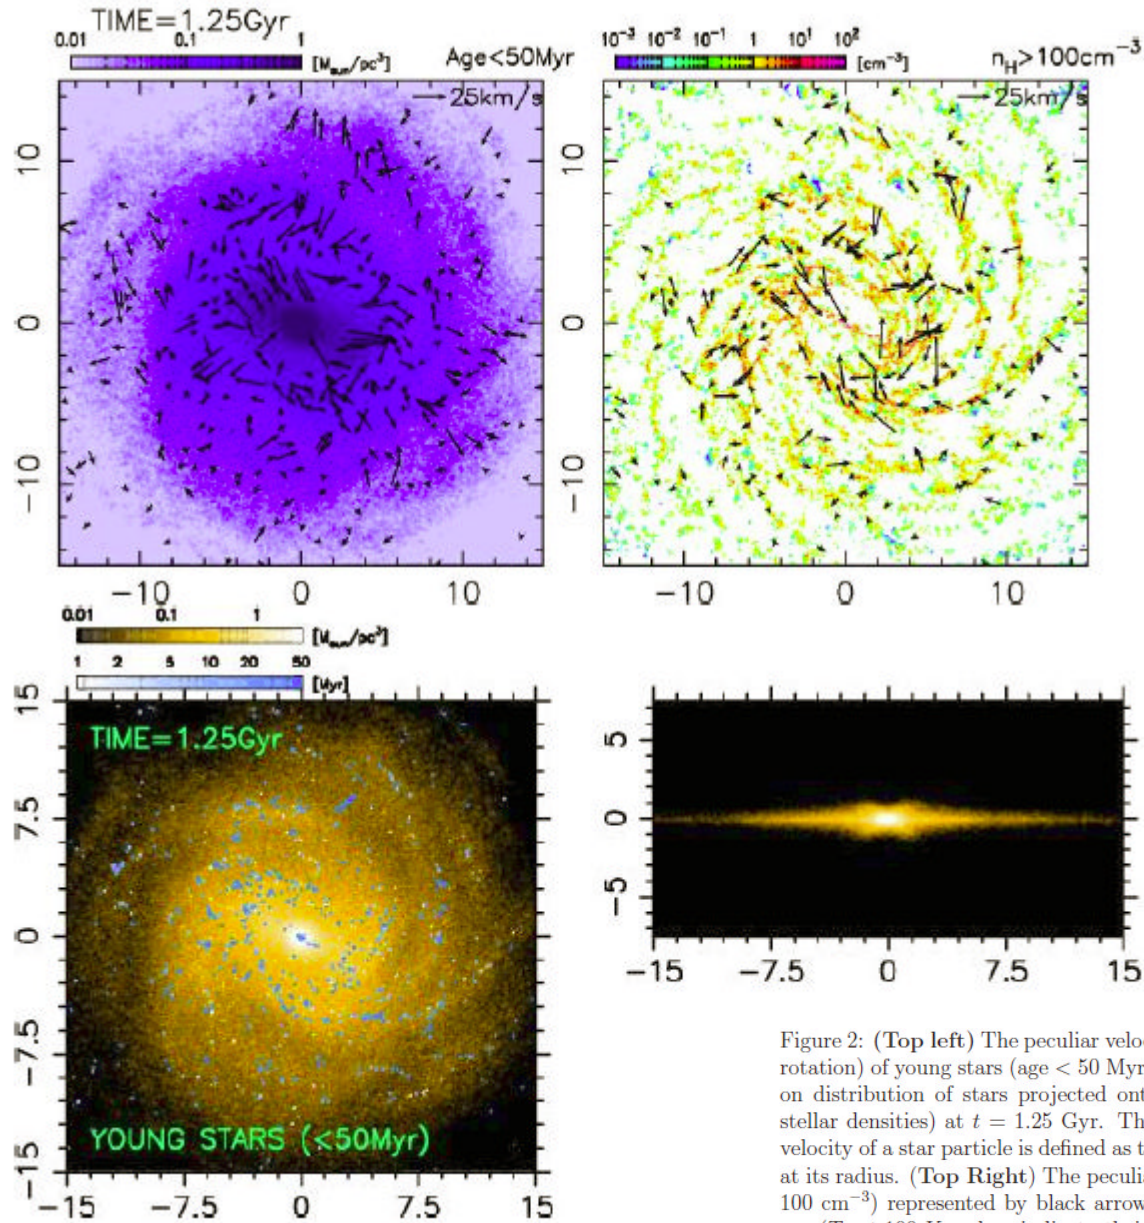 TIME=1.25Gyr
0.01 0.1 1 [M_sun/pc³] Age<50Myr
25km/s
10
0
−10
−10 0 10
10⁻³ 10⁻² 10⁻¹ 1 10¹ 10² [cm⁻³] n_H>100cm⁻³
25km/s
10
0
−10
−10 0 10
0.01 0.1 1 [M_sun/pc³]
1 2 5 10 20 50 [Myr]
TIME=1.25Gyr
YOUNG STARS (<50Myr)
15
7.5
0
−7.5
−15
−15 −7.5 0 7.5 15
5
0
−5
−15 −7.5 0 7.5 15
Figure 2: (Top left) The peculiar veloc
rotation) of young stars (age < 50 Myr
on distribution of stars projected ont
stellar densities) at t = 1.25 Gyr. Th
velocity of a star particle is defined as t
at its radius. (Top Right) The peculia
100 cm⁻³) represented by black arrow